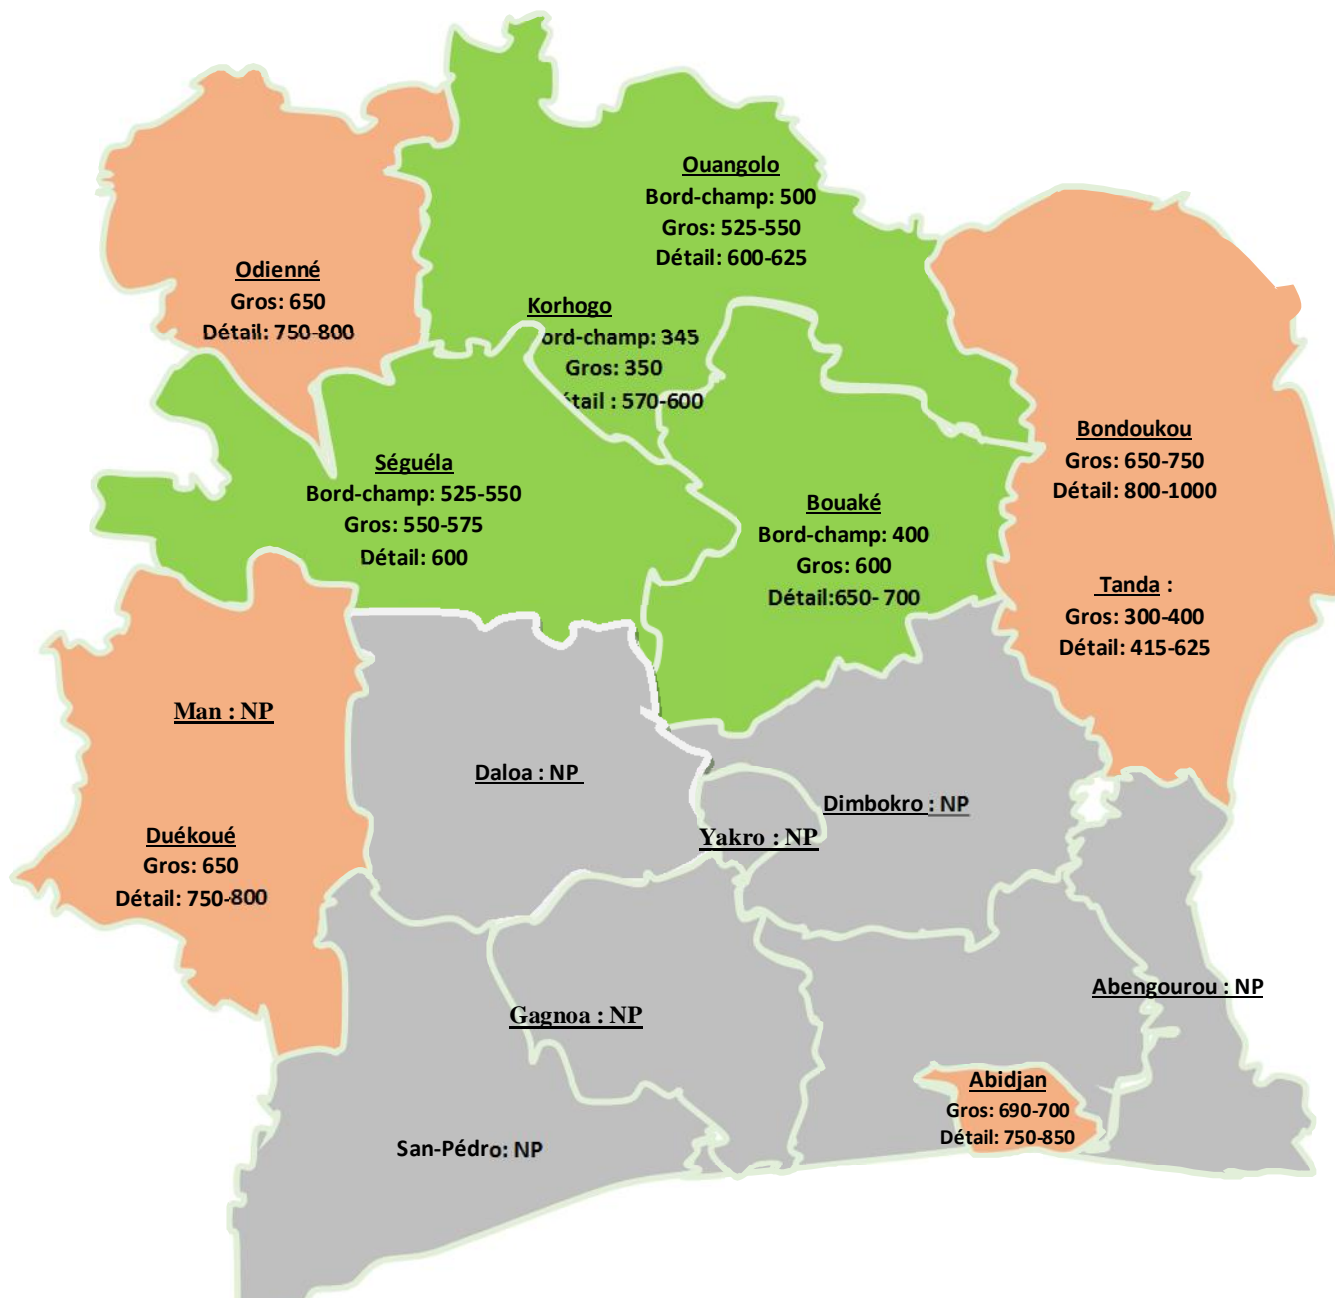 Ouangolo
Bord-champ: 500
Gros: 525-550
Détail: 600-625
Odienné
Gros: 650
Détail: 750-800
Korhogo
ord-champ: 345
Gros: 350
étail : 570-600
Bondoukou
Gros: 650-750
Détail: 800-1000
Séguéla
Bord-champ: 525-550
Gros: 550-575
Détail: 600
Bouaké
Bord-champ: 400
Gros: 600
Détail:650- 700
Tanda :
Gros: 300-400
Détail: 415-625
Man : NP
Daloa : NP
Dimbokro : NP
Yakro : NP
Duékoué
Gros: 650
Détail: 750-800
Abengourou : NP
Gagnoa : NP
Abidjan
Gros: 690-700
Détail: 750-850
San-Pédro: NP